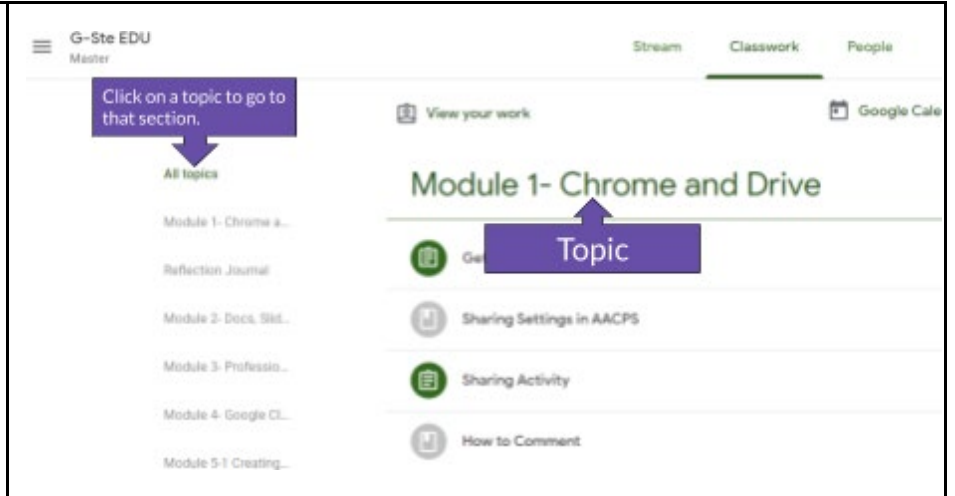 G-Ste EDU
Master
Stream
Classwork
People
Click on a topic to go to
that section.
View your work
Google Cale
All topics
Module 1- Chrome and Drive
Module 1- Chrome a...
Topic
Ge
Reflection Journal
Module 2- Docs, Slid...
Sharing Settings in AACPS
Module 3- Professio...
Sharing Activity
Module 4- Google Cl...
How to Comment
Module 5-1 Creating...